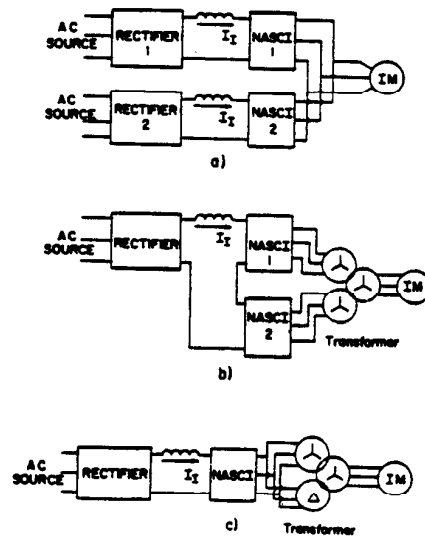 AC
SOURCE
RECTIFIER
1
I_I
NASCI
1
AC
SOURCE
RECTIFIER
2
I_I
NASCI
2
IM
a)
AC
SOURCE
RECTIFIER
I_I
NASCI
1
NASCI
2
IM
Transformer
b)
AC
SOURCE
RECTIFIER
I_I
NASCI
Δ
IM
Transformer
c)